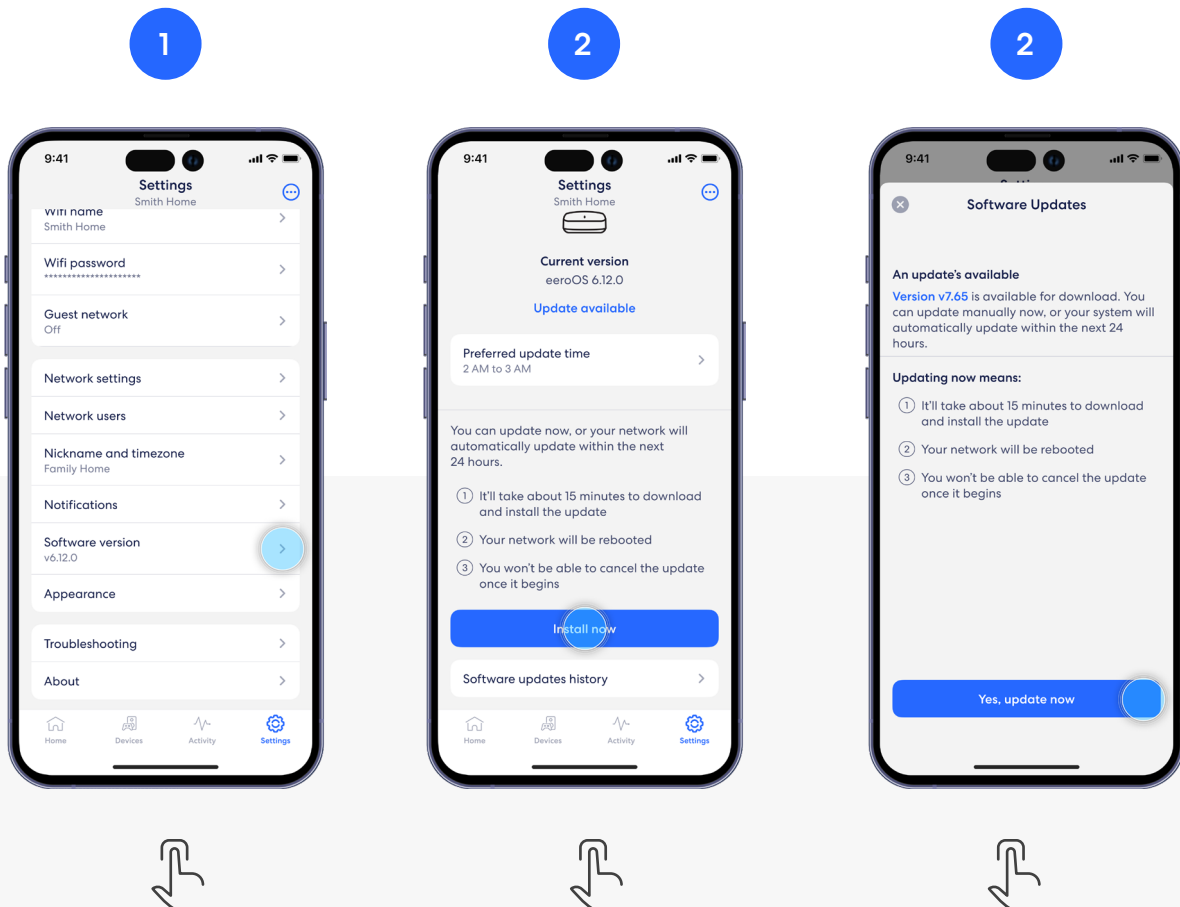 1
2
2
9:41
Settings
Smith Home
Wifi name
Smith Home
Wifi password
*********************
Guest network
Off
Network settings
Network users
Nickname and timezone
Family Home
Notifications
Software version
v6.12.0
Appearance
Troubleshooting
About
Home
Devices
Activity
Settings
9:41
Settings
Smith Home
Current version
eeroOS 6.12.0
Update available
Preferred update time
2 AM to 3 AM
You can update now, or your network will
automatically update within the next
24 hours.
1 It'll take about 15 minutes to download
and install the update
2 Your network will be rebooted
3 You won't be able to cancel the update
once it begins
Install now
Software updates history
Home
Devices
Activity
Settings
9:41
Software Updates
An update's available
Version v7.65 is available for download. You
can update manually now, or your system will
automatically update within the next 24
hours.
Updating now means:
1 It'll take about 15 minutes to download
and install the update
2 Your network will be rebooted
3 You won't be able to cancel the update
once it begins
Yes, update now